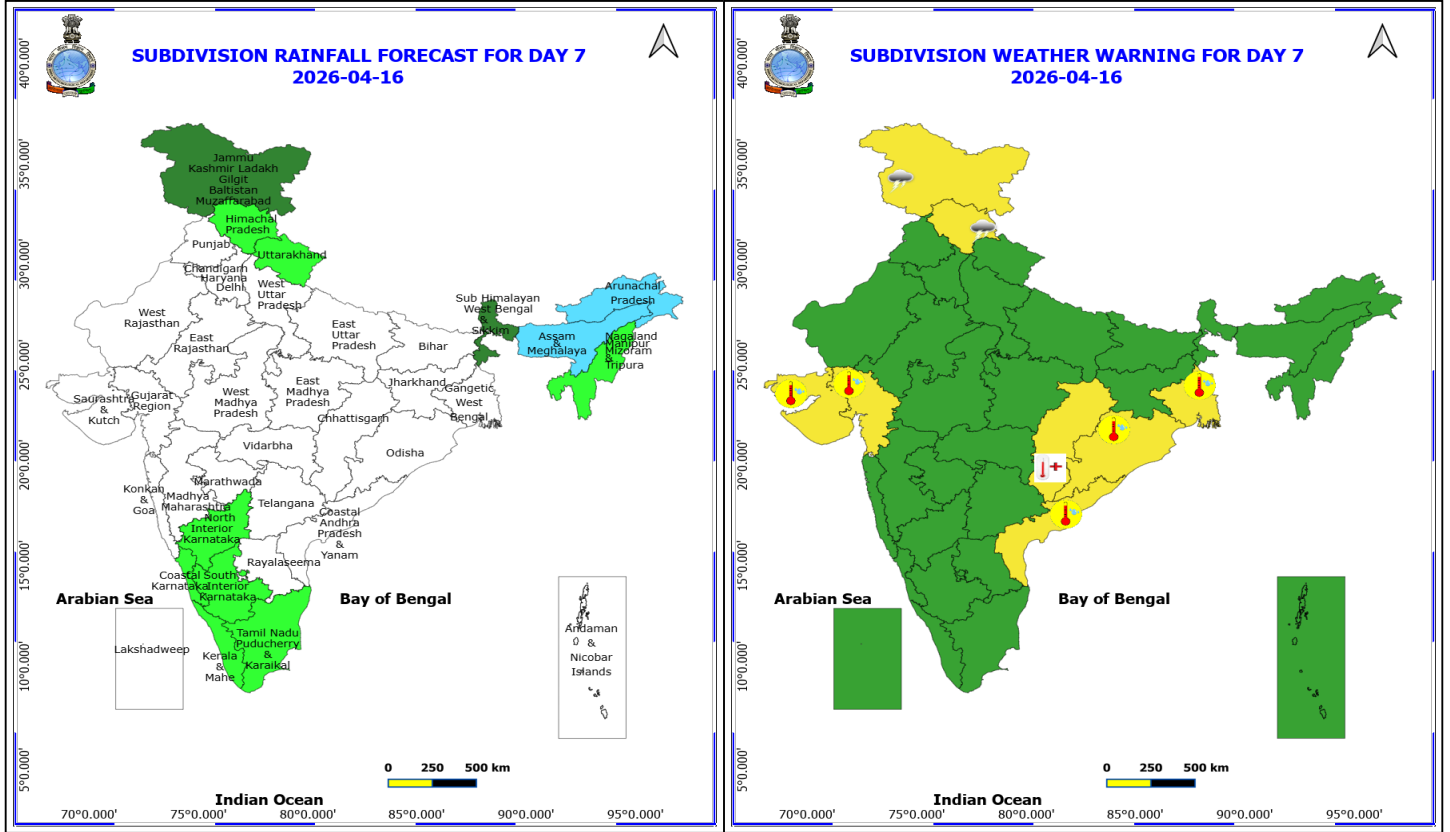 SUBDIVISION RAINFALL FORECAST FOR DAY 7
2026-04-16
40°0.000'
35°0.000'
30°0.000'
25°0.000'
20°0.000'
15°0.000'
10°0.000'
5°0.000'
Jammu
Kashmir Ladakh
Gilgit
Baltistan
Muzaffarabad
Himachal
Pradesh
Punjab
Uttarakhand
Chandigarh
Haryana
Delhi
West
Uttar
Pradesh
West
Rajasthan
East
Rajasthan
East
Uttar
Pradesh
Bihar
Sub Himalayan
West Bengal
&
Sikkim
Arunachal
Pradesh
Assam
&
Meghalaya
Nagaland
Manipur
Mizoram
&
Tripura
Saurashtra
&
Kutch
Gujarat
Region
West
Madhya
Pradesh
East
Madhya
Pradesh
Jharkhand
Gangetic
West
Bengal
Chhattisgarh
Vidarbha
Odisha
Konkan
&
Goa
Madhya
Maharashtra
Marathwada
Telangana
North
Interior
Karnataka
Coastal
Andhra
Pradesh
&
Yanam
Rayalaseema
Coastal
Karnataka
South
Interior
Karnataka
Tamil Nadu
Puducherry
&
Karaikal
Kerala
&
Mahe
Arabian Sea
Bay of Bengal
Lakshadweep
Andaman
&
Nicobar
Islands
0 250 500 km
Indian Ocean
70°0.000' 75°0.000' 80°0.000' 85°0.000' 90°0.000' 95°0.000'
SUBDIVISION WEATHER WARNING FOR DAY 7
2026-04-16
40°0.000'
35°0.000'
30°0.000'
25°0.000'
20°0.000'
15°0.000'
10°0.000'
5°0.000'
Arabian Sea
Bay of Bengal
0 250 500 km
Indian Ocean
70°0.000' 75°0.000' 80°0.000' 85°0.000' 90°0.000' 95°0.000'